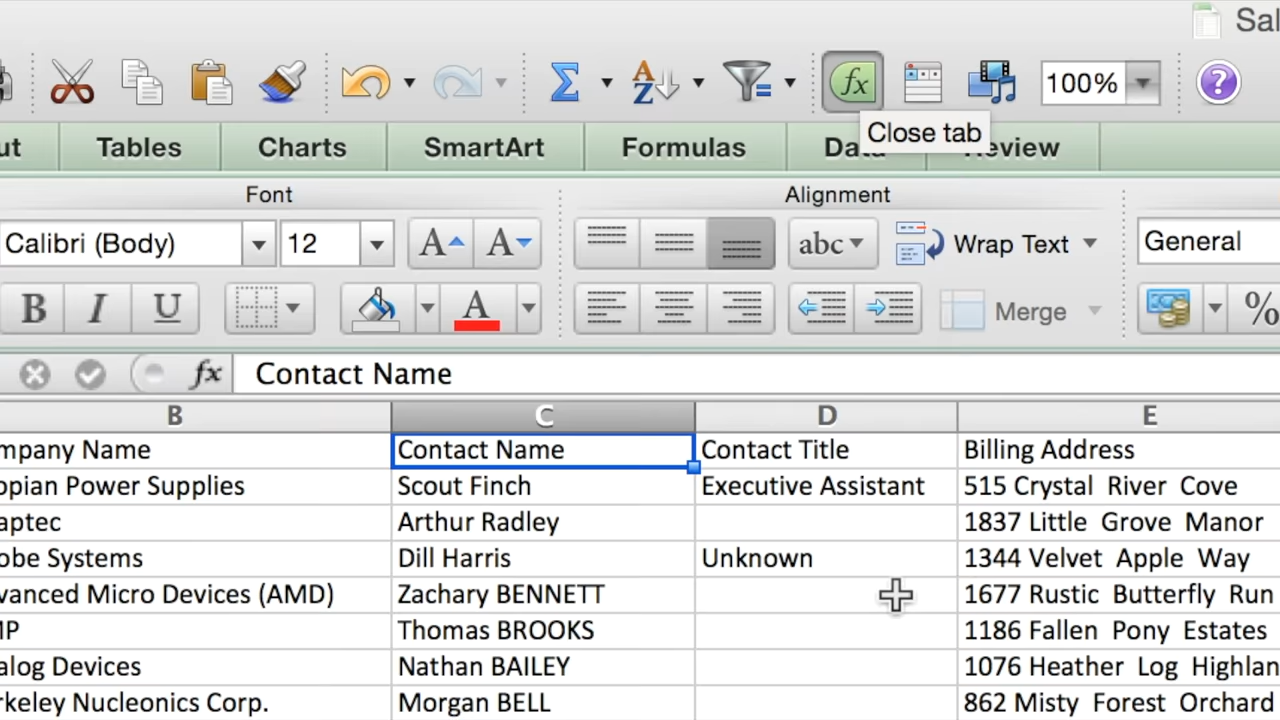 Sal
fx 100% ?
Close tab
ut Tables Charts SmartArt Formulas Data Review
Font Alignment
Calibri (Body) 12 A A abc Wrap Text General
B I U A Merge %
fx Contact Name
B C D E
mpany Name Contact Name Contact Title Billing Address
opian Power Supplies Scout Finch Executive Assistant 515 Crystal River Cove
aptec Arthur Radley 1837 Little Grove Manor
obe Systems Dill Harris Unknown 1344 Velvet Apple Way
vanced Micro Devices (AMD) Zachary BENNETT 1677 Rustic Butterfly Run
MP Thomas BROOKS 1186 Fallen Pony Estates
alog Devices Nathan BAILEY 1076 Heather Log Highlan
rkeley Nucleonics Corp. Morgan BELL 862 Misty Forest Orchard